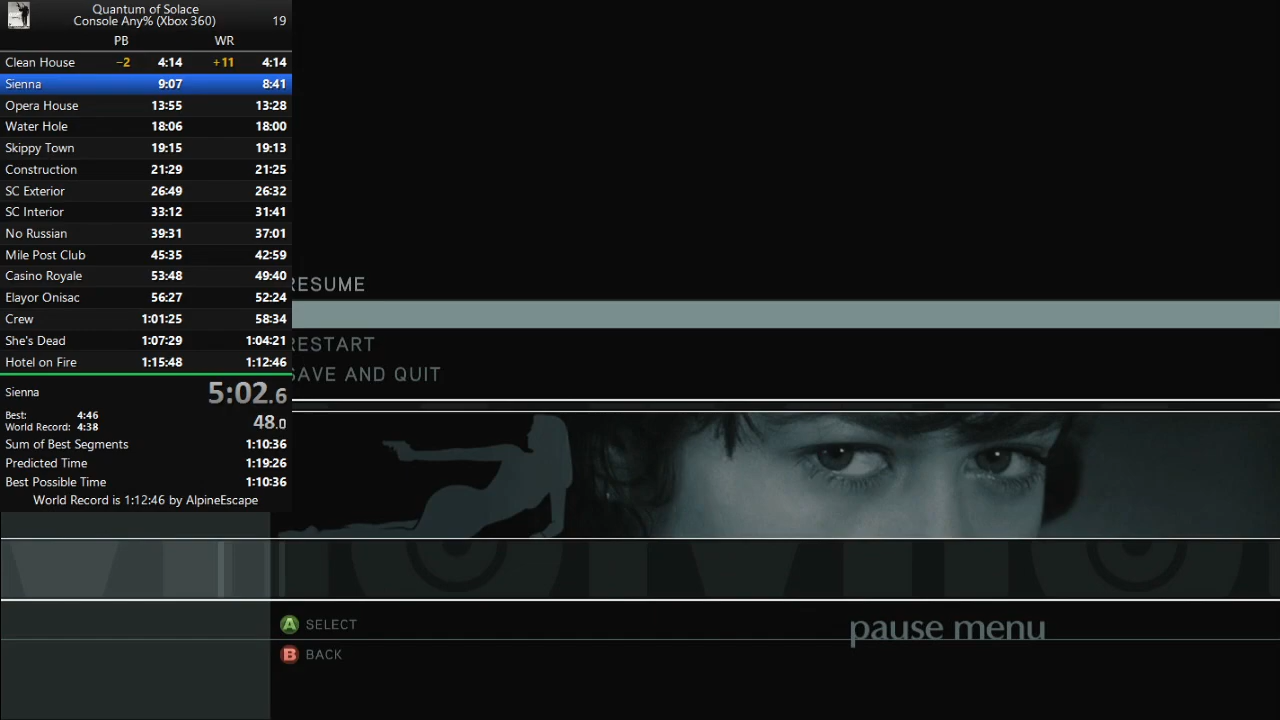 Quantum of Solace
Console Any% (Xbox 360) 19
PB WR
Clean House −2 4:14 +11 4:14
Sienna 9:07 8:41
Opera House 13:55 13:28
Water Hole 18:06 18:00
Skippy Town 19:15 19:13
Construction 21:29 21:25
SC Exterior 26:49 26:32
SC Interior 33:12 31:41
No Russian 39:31 37:01
Mile Post Club 45:35 42:59
Casino Royale 53:48 49:40
Elayor Onisac 56:27 52:24
Crew 1:01:25 58:34
She's Dead 1:07:29 1:04:21
Hotel on Fire 1:15:48 1:12:46
Sienna 5:02.6
Best: 4:46
World Record: 4:38 48.0
Sum of Best Segments 1:10:36
Predicted Time 1:19:26
Best Possible Time 1:10:36
World Record is 1:12:46 by AlpineEscape
RESUME
RESTART
SAVE AND QUIT
A SELECT
B BACK
pause menu